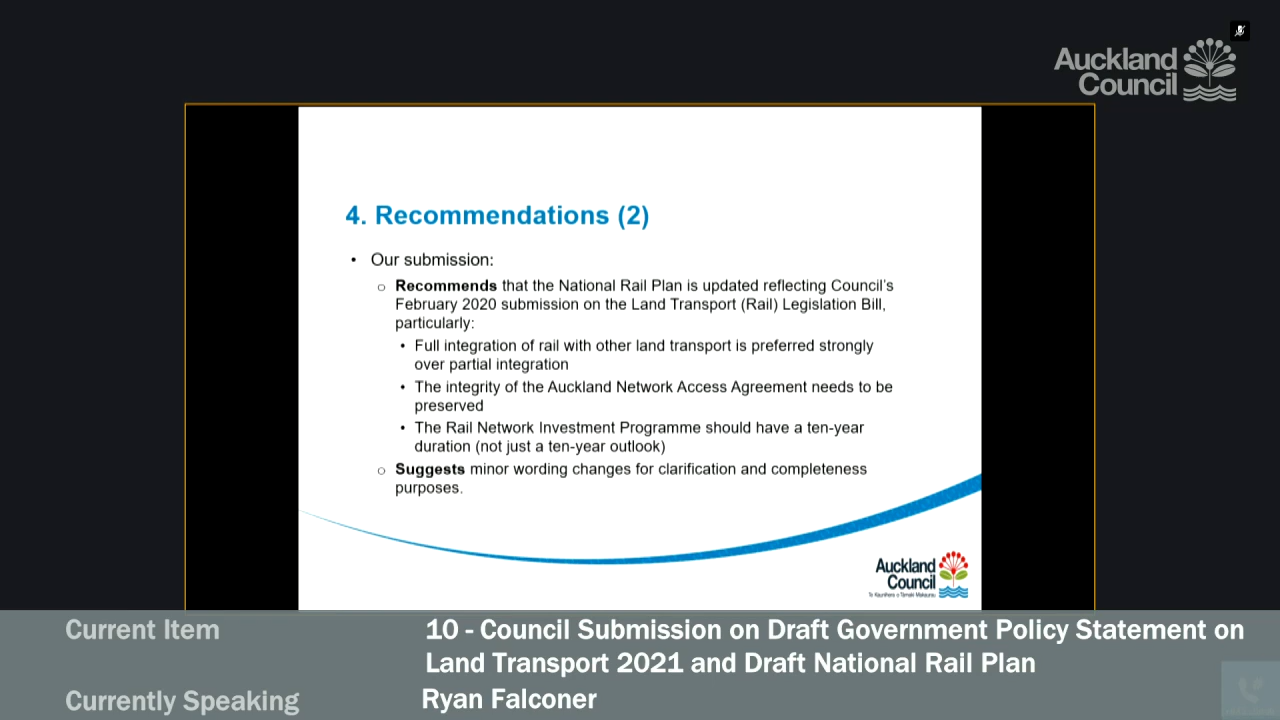 Auckland
Council
4. Recommendations (2)
• Our submission:
o Recommends that the National Rail Plan is updated reflecting Council's
February 2020 submission on the Land Transport (Rail) Legislation Bill,
particularly:
• Full integration of rail with other land transport is preferred strongly
over partial integration
• The integrity of the Auckland Network Access Agreement needs to be
preserved
• The Rail Network Investment Programme should have a ten-year
duration (not just a ten-year outlook)
o Suggests minor wording changes for clarification and completeness
purposes.
Auckland
Council
Te Kaunihera o Tāmaki Makaurau
Current Item
10 - Council Submission on Draft Government Policy Statement on
Land Transport 2021 and Draft National Rail Plan
Currently Speaking
Ryan Falconer